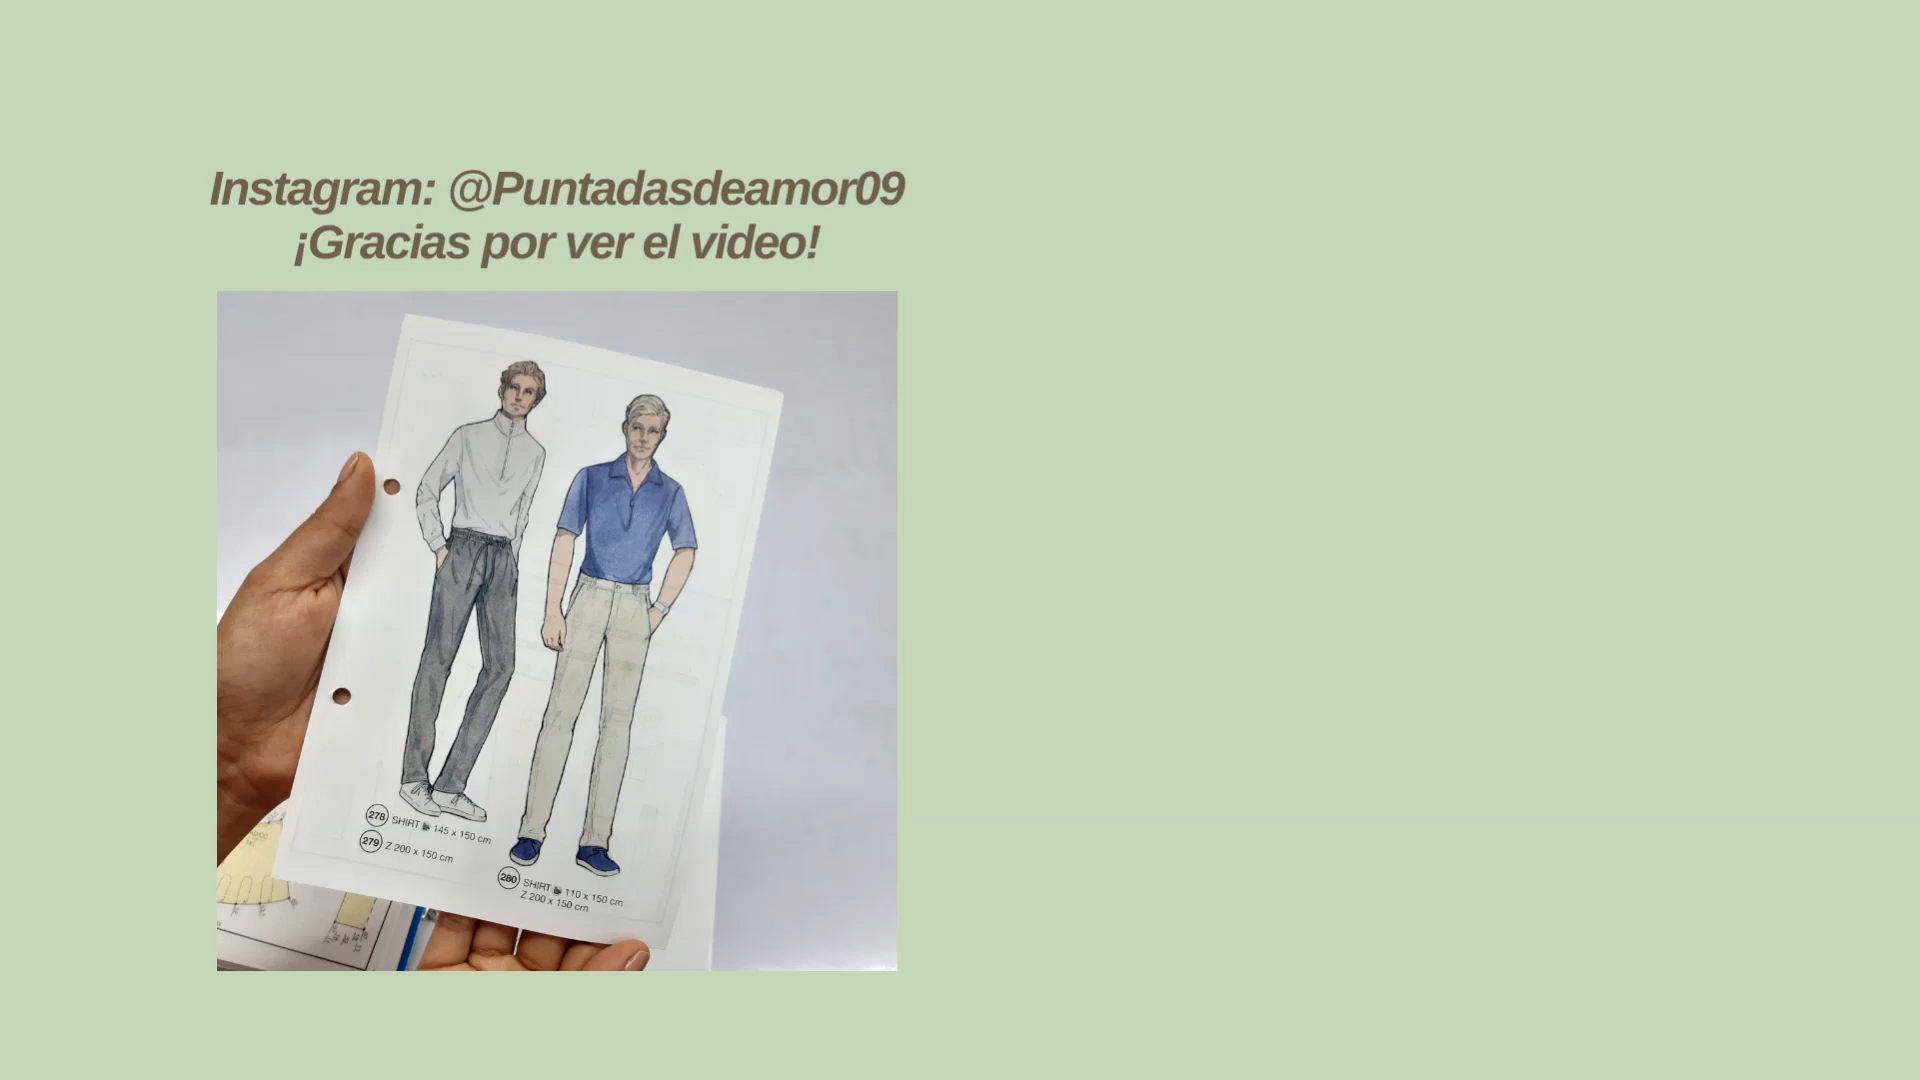 Instagram: @Puntadasdeamor09
¡Gracias por ver el video!
278 SHIRT 145 x 150 cm
279 Z 200 x 150 cm
280 SHIRT 110 x 150 cm
Z 200 x 150 cm